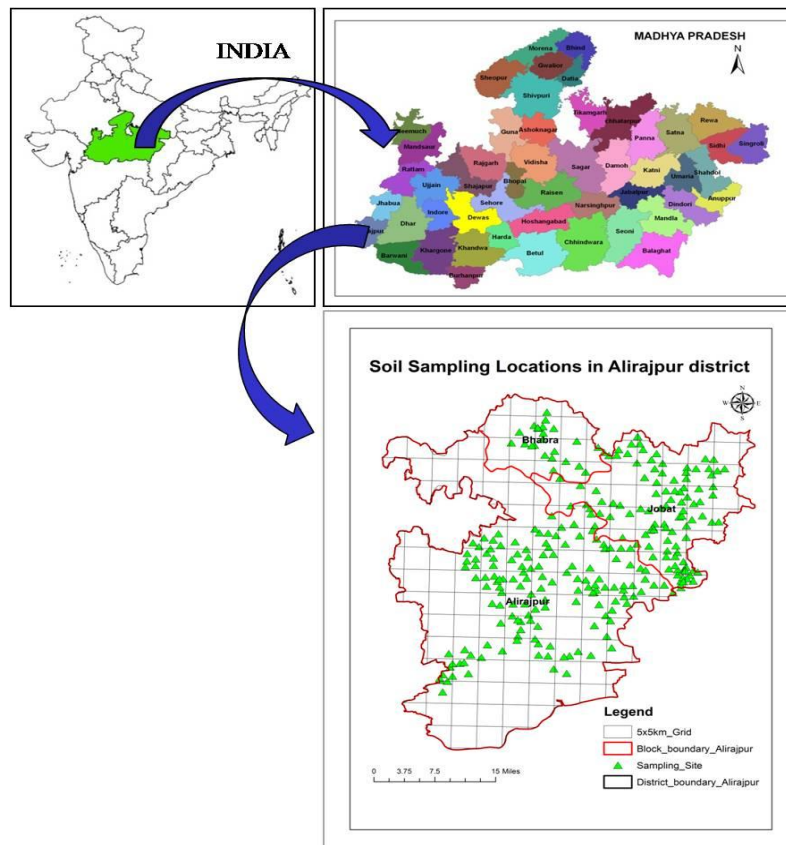 INDIA
MADHYA PRADESH
N
Morena
Bhind
Gwalior
Datia
Sheopur
Shivpuri
Tikamgarh
Chhatarpur
Rewa
Neemuch
Guna
Ashoknagar
Panna
Satna
Mandsaur
Sidhi
Singroli
Ratlam
Rajgarh
Vidisha
Sagar
Damoh
Katni
Umaria
Shahdol
Ujjain
Shajapur
Bhopal
Raisen
Jabalpur
Anuppur
Jhabua
Sehore
Narsinghpur
Dindori
Indore
Dewas
Hoshangabad
Mandla
Dhar
Seoni
Harda
Barwani
Khargone
Khandwa
Betul
Chhindwara
Balaghat
Burhanpur
Soil Sampling Locations in Alirajpur district
N
W E
S
Bhabra
Jobat
Alirajpur
Legend
5x5km_Grid
Block_boundary_Alirajpur
Sampling_Site
District_boundary_Alirajpur
0 3.75 7.5 15 Miles